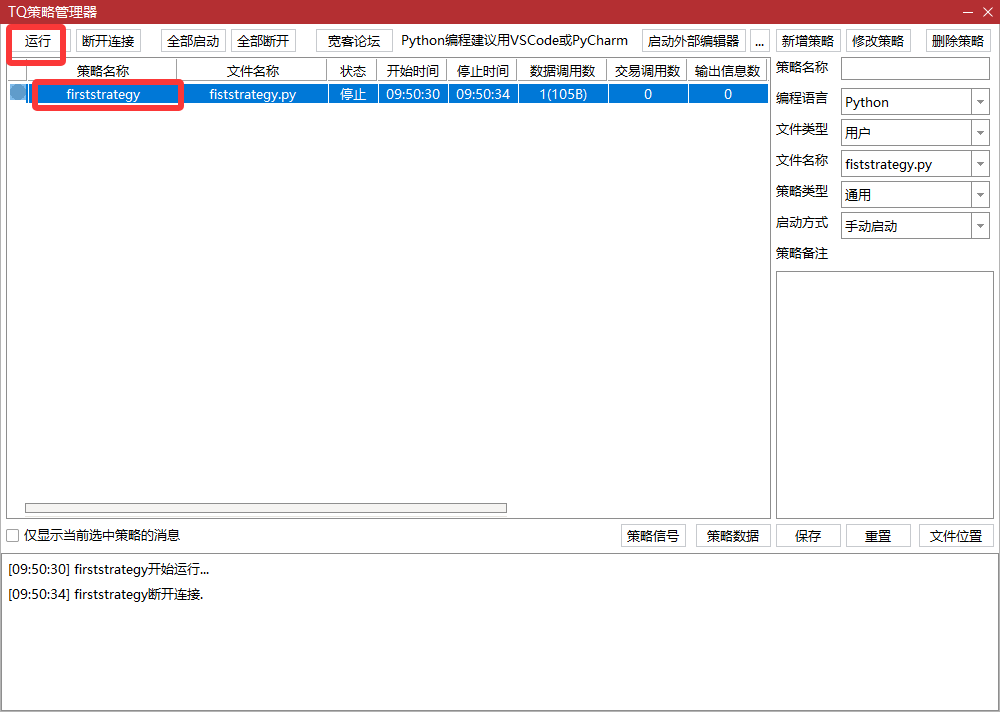 TQ策略管理器
运行 断开连接 全部启动 全部断开 宽客论坛 Python编程建议用VSCode或PyCharm 启动外部编辑器 ... 新增策略 修改策略 删除策略
策略名称 文件名称 状态 开始时间 停止时间 数据调用数 交易调用数 输出信息数
firststrategy fiststrategy.py 停止 09:50:30 09:50:34 1(105B) 0 0
策略名称
编程语言 Python
文件类型 用户
文件名称 fiststrategy.py
策略类型 通用
启动方式 手动启动
策略备注
仅显示当前选中策略的消息 策略信号 策略数据 保存 重置 文件位置
[09:50:30] firststrategy开始运行...
[09:50:34] firststrategy断开连接.